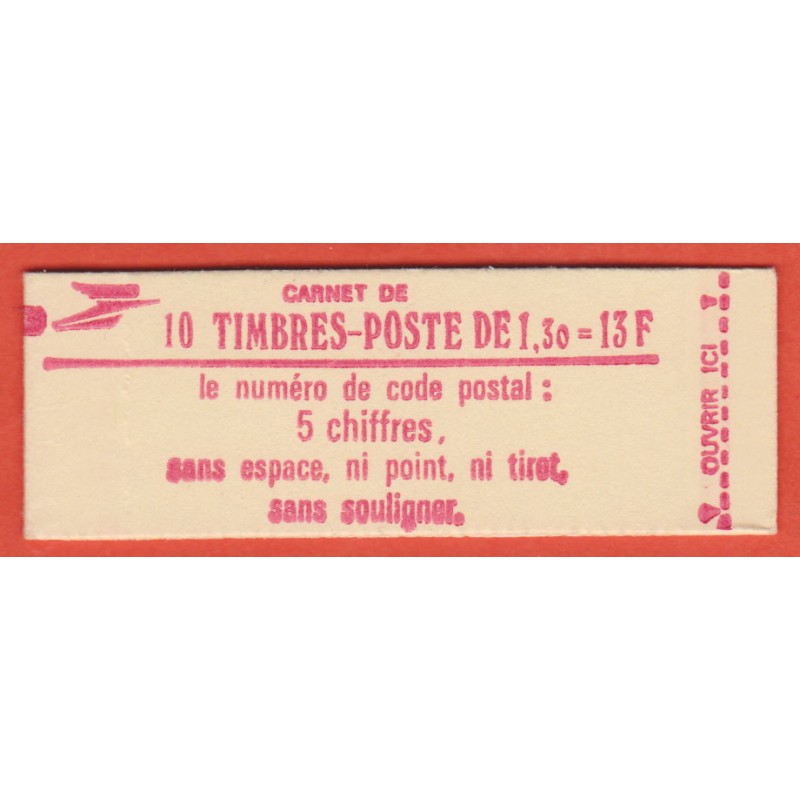 CARNET DE
10 TIMBRES-POSTE DE 1,30 = 13 F
le numéro de code postal :
5 chiffres,
sans espace, ni point, ni tiret,
sans souligner.
OUVRIR ICI